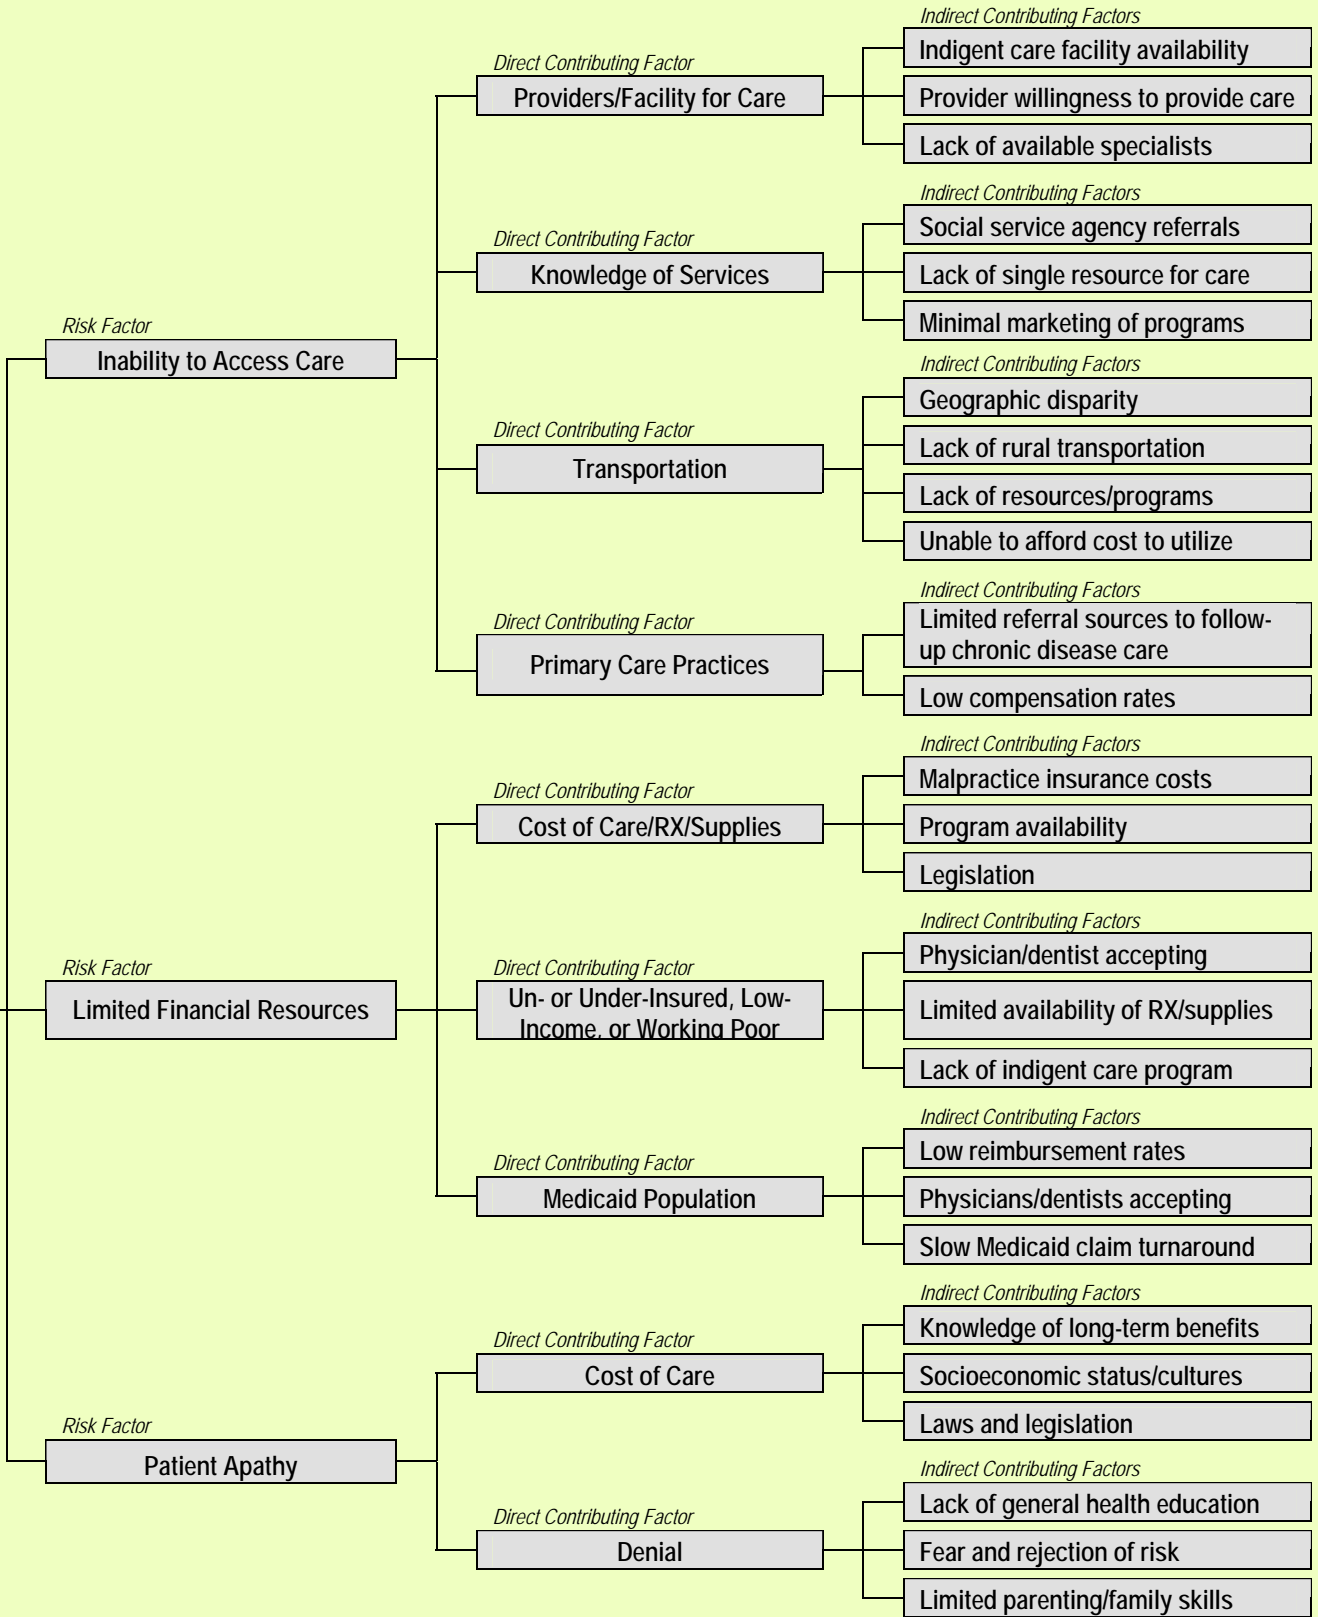 Indirect Contributing Factors
Indigent care facility availability
Direct Contributing Factor
Providers/Facility for Care
Provider willingness to provide care
Lack of available specialists
Indirect Contributing Factors
Social service agency referrals
Direct Contributing Factor
Knowledge of Services
Lack of single resource for care
Minimal marketing of programs
Risk Factor
Inability to Access Care
Indirect Contributing Factors
Geographic disparity
Direct Contributing Factor
Transportation
Lack of rural transportation
Lack of resources/programs
Unable to afford cost to utilize
Indirect Contributing Factors
Limited referral sources to follow-
up chronic disease care
Direct Contributing Factor
Primary Care Practices
Low compensation rates
Indirect Contributing Factors
Malpractice insurance costs
Direct Contributing Factor
Cost of Care/RX/Supplies
Program availability
Legislation
Indirect Contributing Factors
Physician/dentist accepting
Risk Factor
Limited Financial Resources
Direct Contributing Factor
Un- or Under-Insured, Low-
Income, or Working Poor
Limited availability of RX/supplies
Lack of indigent care program
Indirect Contributing Factors
Low reimbursement rates
Direct Contributing Factor
Medicaid Population
Physicians/dentists accepting
Slow Medicaid claim turnaround
Indirect Contributing Factors
Knowledge of long-term benefits
Direct Contributing Factor
Cost of Care
Socioeconomic status/cultures
Laws and legislation
Risk Factor
Patient Apathy
Indirect Contributing Factors
Lack of general health education
Direct Contributing Factor
Denial
Fear and rejection of risk
Limited parenting/family skills